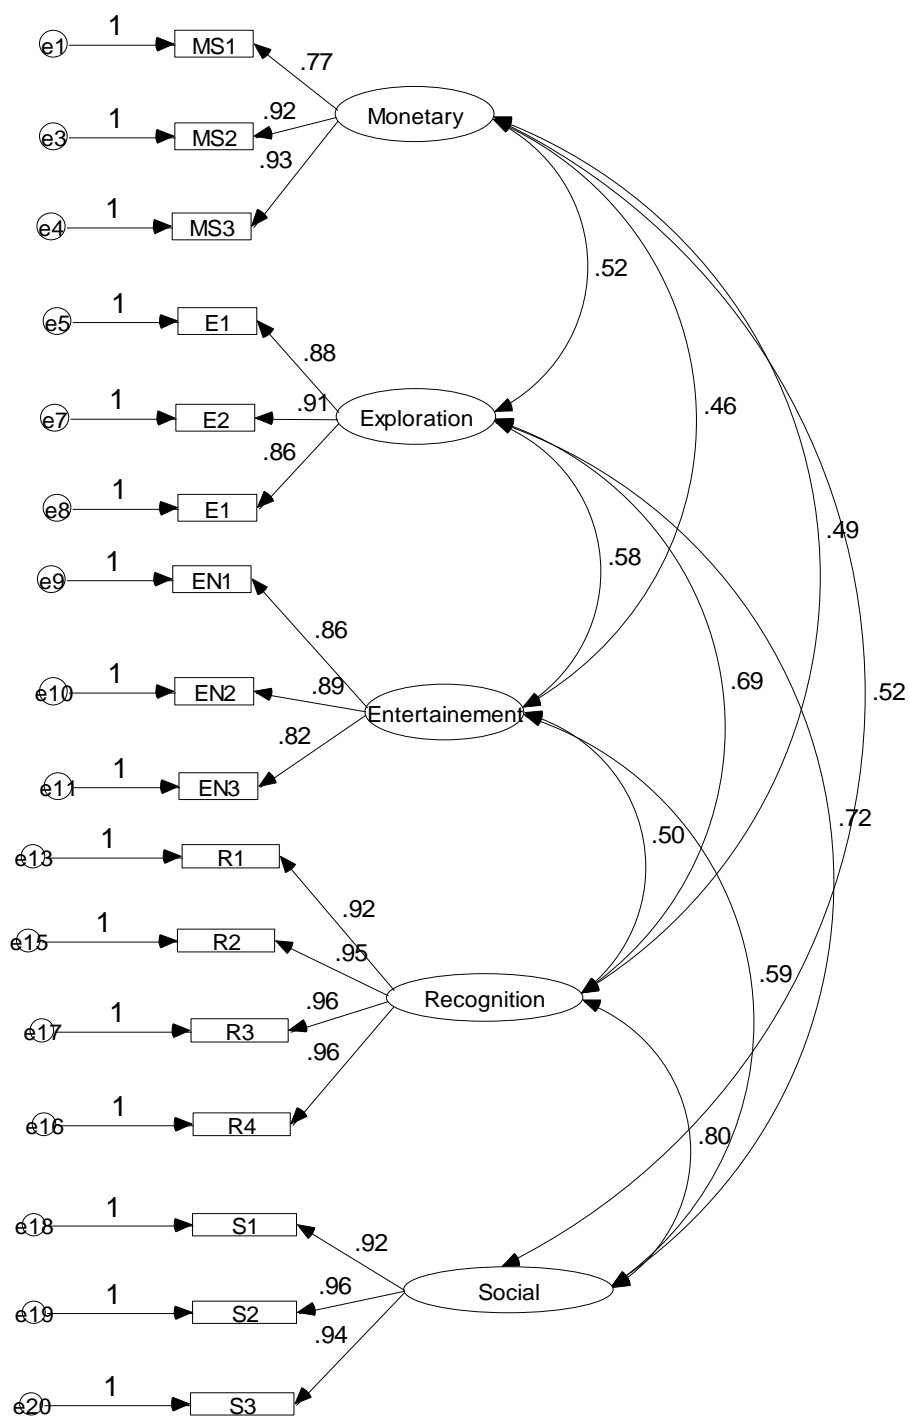 e1 1 MS1 .77
Monetary
e3 1 MS2 .92
.93
e4 1 MS3
.52
e5 1 E1
.88
e7 1 E2 .91 Exploration .46
.86
e8 1 E1
.49
e9 1 EN1 .58
.86
.69
e10 1 EN2 .89 .52
Entertainement
.82
e11 1 EN3
.72
.50
e13 1 R1
.92
e15 1 R2 .95
.59
.96 Recognition
e17 1 R3
.96
e16 1 R4
.80
e18 1 S1 .92
.96 Social
e19 1 S2
.94
e20 1 S3